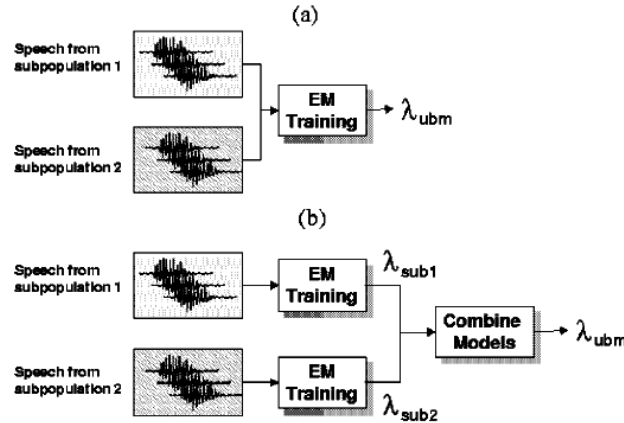 (a)
Speech from
subpopulation 1
EM
Training
λubm
Speech from
subpopulation 2
(b)
Speech from
subpopulation 1
EM
Training
λsub1
Combine
Models
λubm
Speech from
subpopulation 2
EM
Training
λsub2